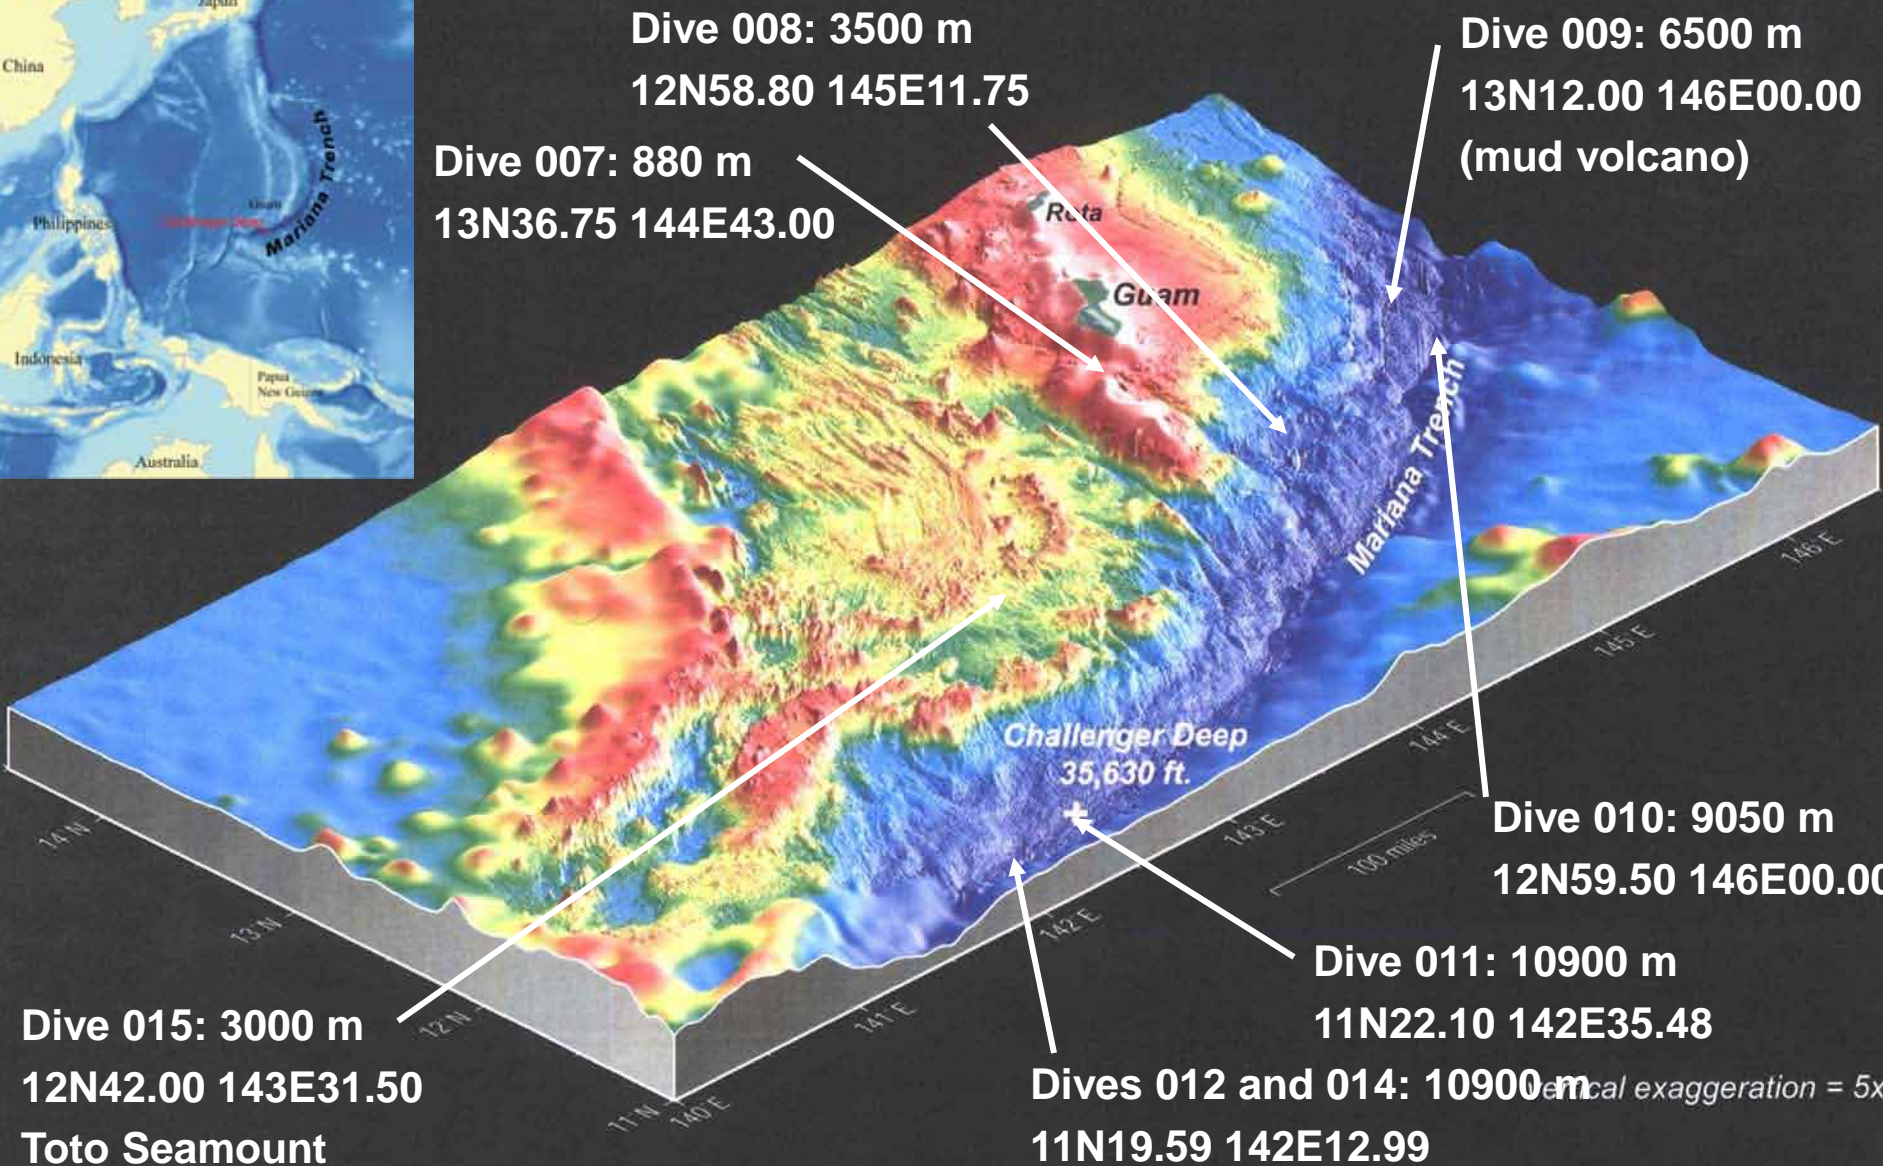 Japan
China
Philippines
Guam
Mariana Trench
Indonesia
Papua
New Guinea
Australia
Dive 008: 3500 m
12N58.80 145E11.75
Dive 007: 880 m
13N36.75 144E43.00
Dive 009: 6500 m
13N12.00 146E00.00
(mud volcano)
Rota
Guam
Mariana Trench
Challenger Deep
35,630 ft.
146°E
145°E
144°E
143°E
142°E
141°E
140°E
14 N
13 N
12 N
11 N
100 miles
Dive 010: 9050 m
12N59.50 146E00.00
Dive 011: 10900 m
11N22.10 142E35.48
Dives 012 and 014: 10900 m
11N19.59 142E12.99
vertical exaggeration = 5x
Dive 015: 3000 m
12N42.00 143E31.50
Toto Seamount